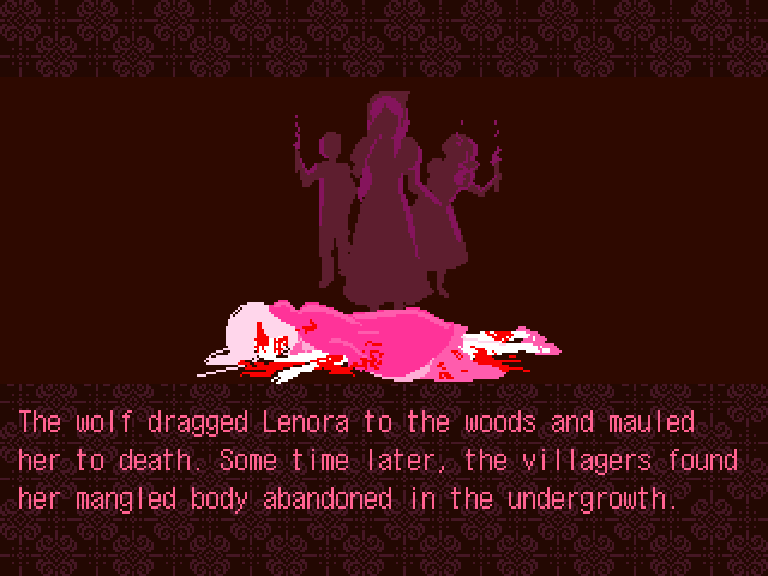 The wolf dragged Lenora to the woods and mauled
her to death. Some time later, the villagers found
her mangled body abandoned in the undergrowth.